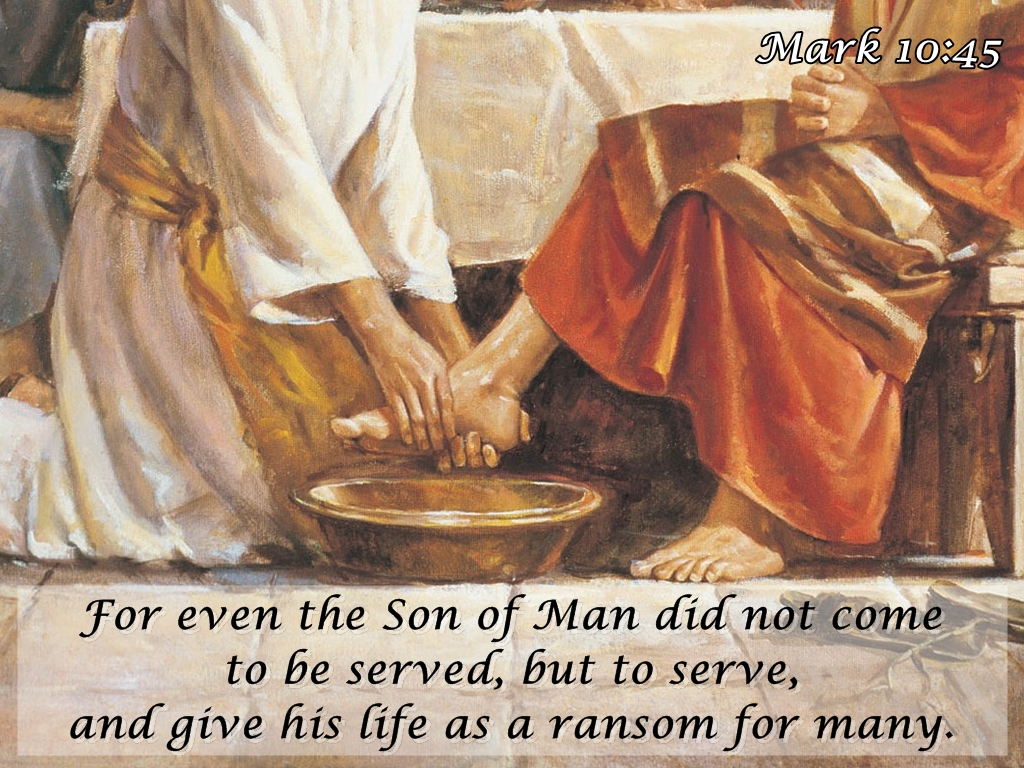 Mark 10:45
For even the Son of Man did not come
to be served, but to serve,
and give his life as a ransom for many.